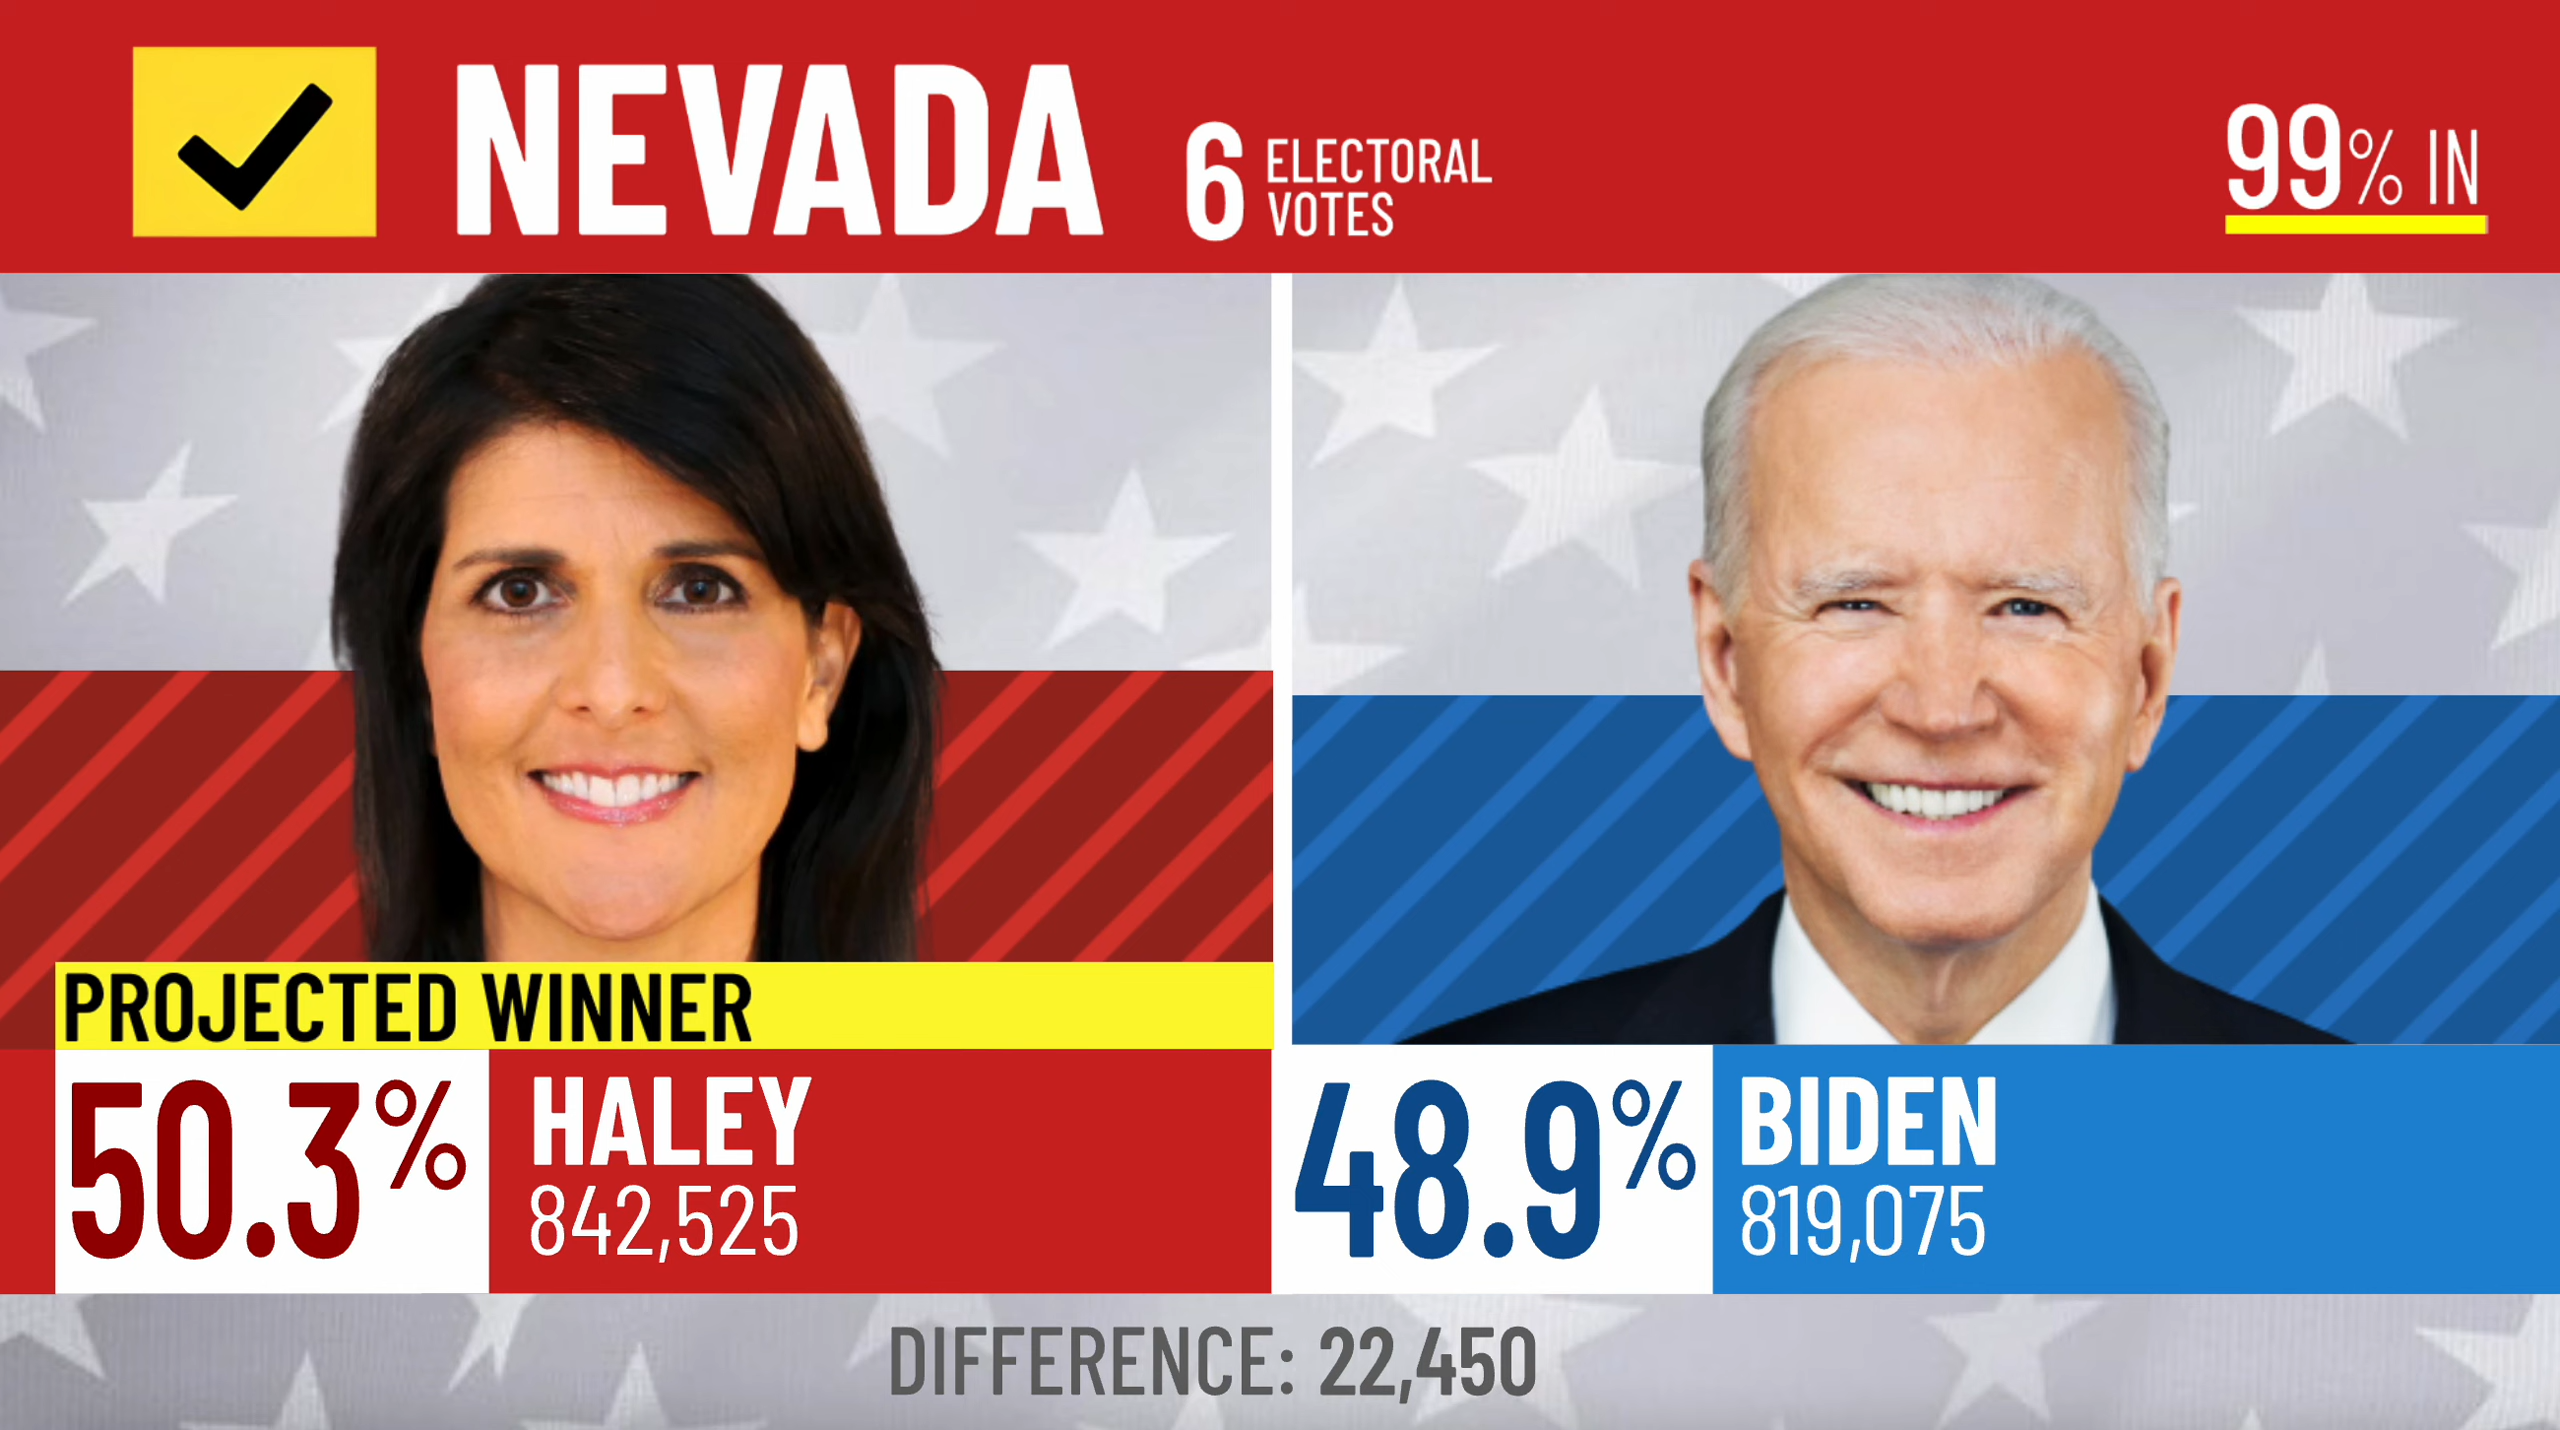 NEVADA
6 ELECTORAL
VOTES
99% IN
PROJECTED WINNER
50.3%
HALEY
842,525
48.9%
BIDEN
819,075
DIFFERENCE: 22,450